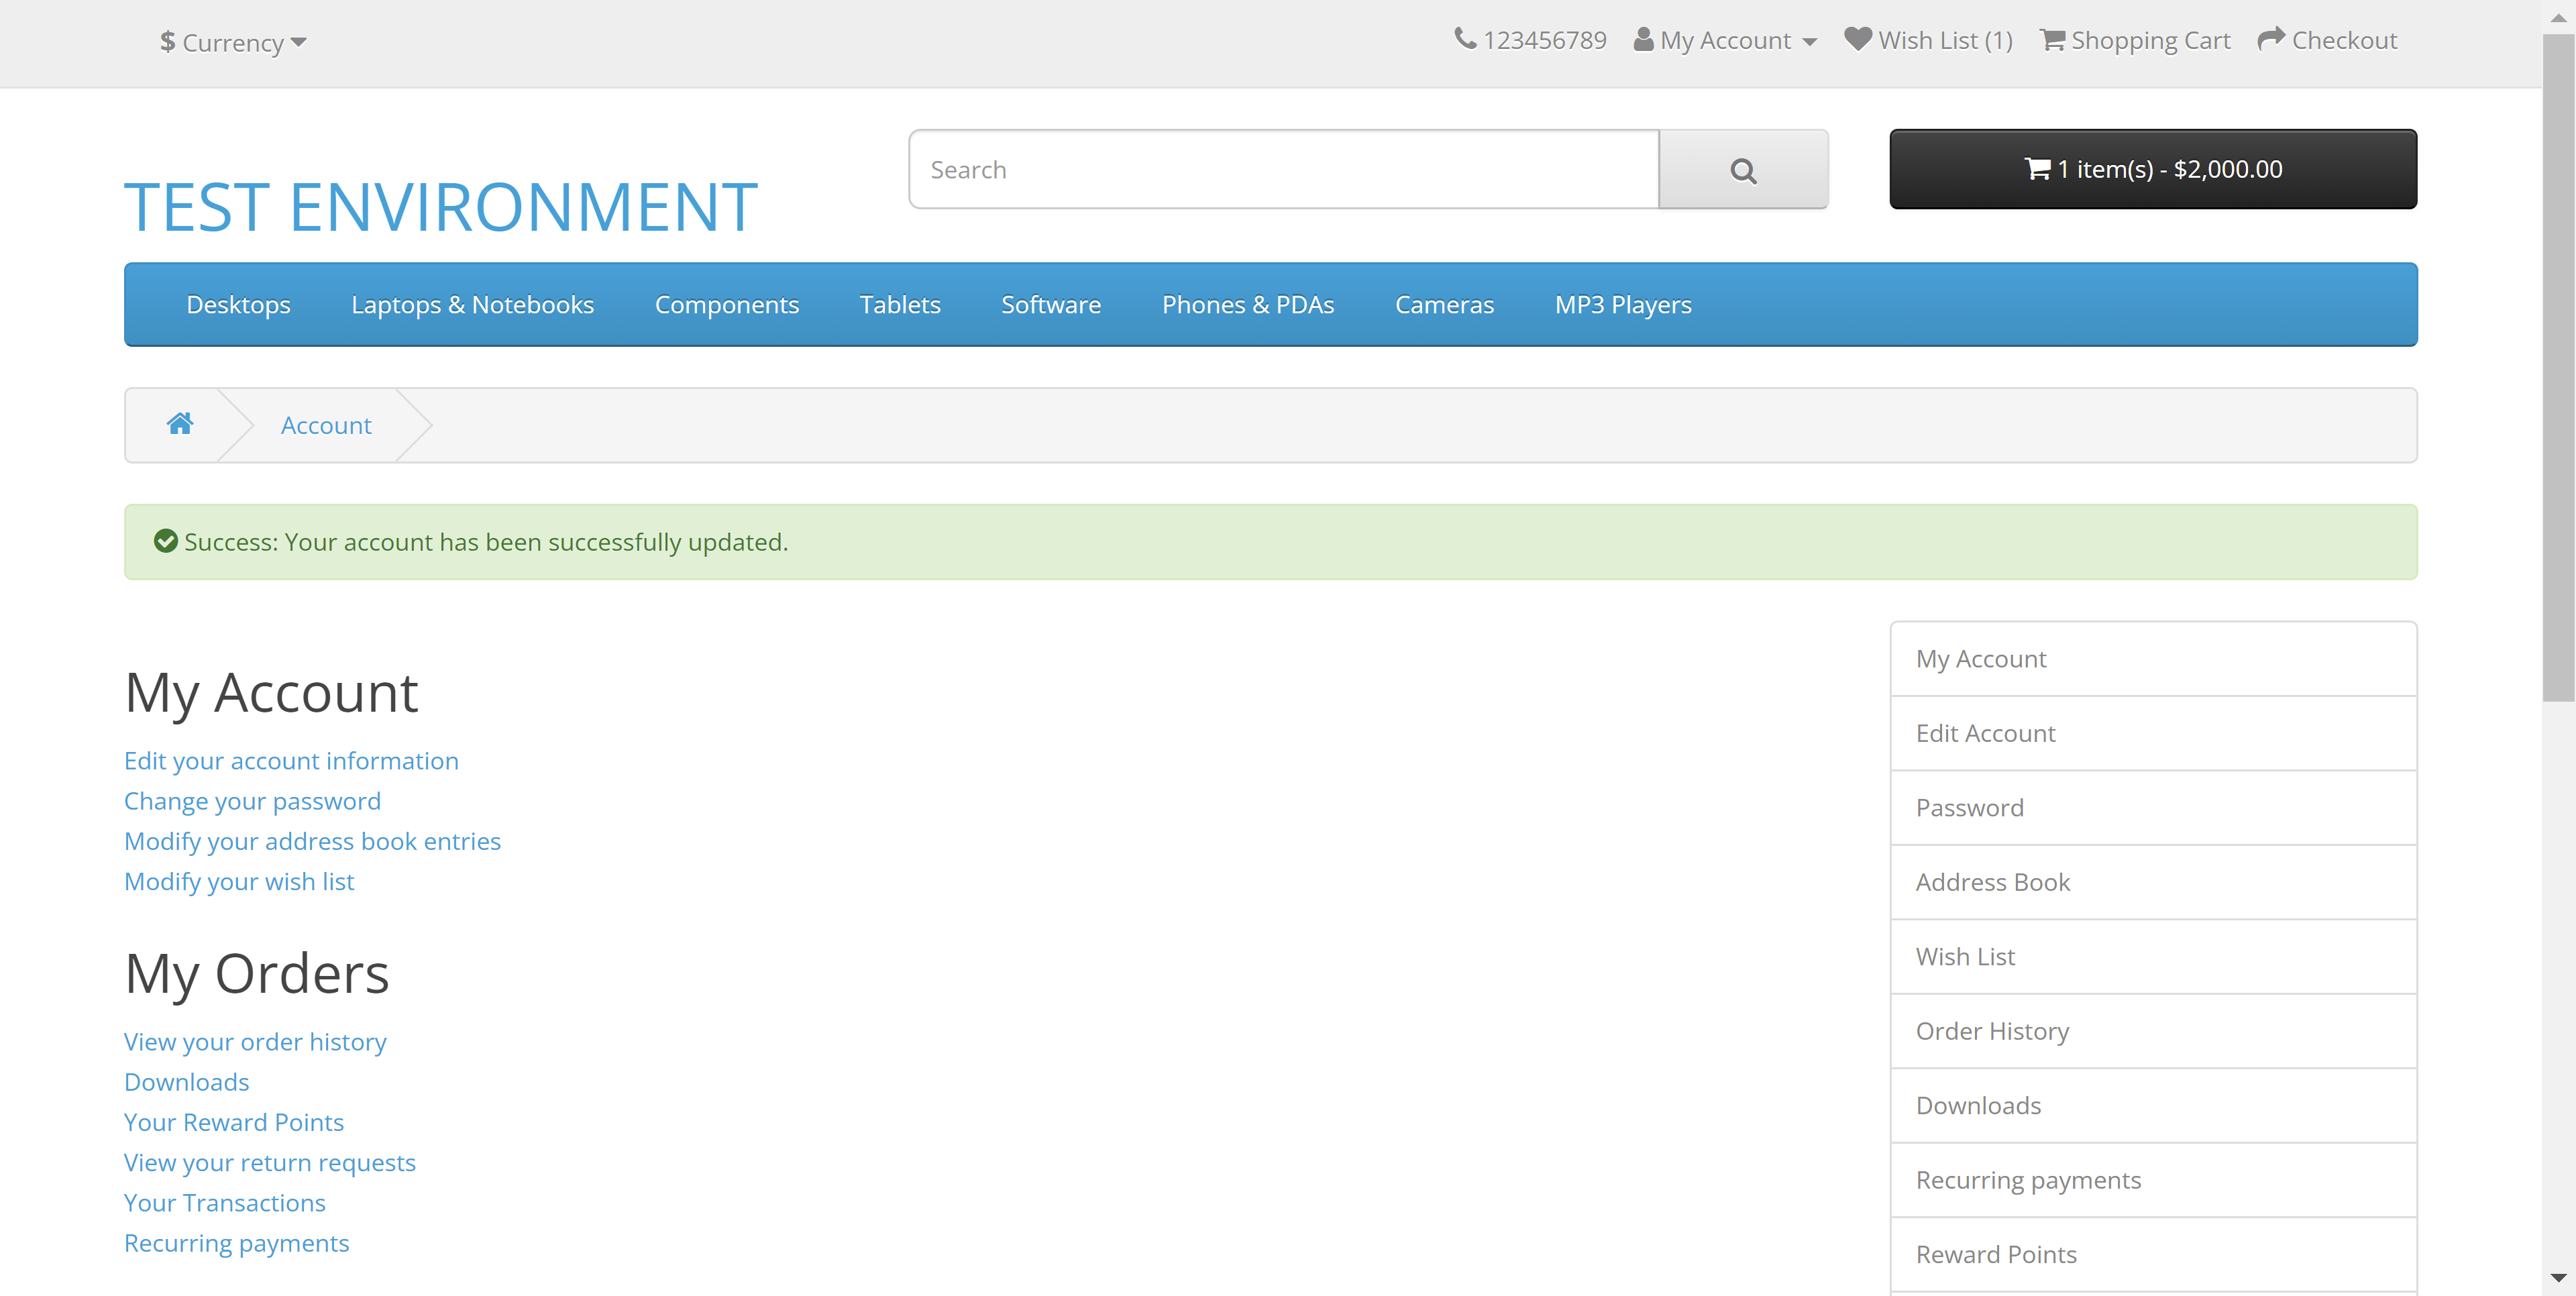 $ Currency
123456789 My Account Wish List (1) Shopping Cart Checkout
TEST ENVIRONMENT
Search
1 item(s) - $2,000.00
Desktops Laptops & Notebooks Components Tablets Software Phones & PDAs Cameras MP3 Players
Account
Success: Your account has been successfully updated.
My Account
Edit your account information
Change your password
Modify your address book entries
Modify your wish list
My Orders
View your order history
Downloads
Your Reward Points
View your return requests
Your Transactions
Recurring payments
My Account
Edit Account
Password
Address Book
Wish List
Order History
Downloads
Recurring payments
Reward Points